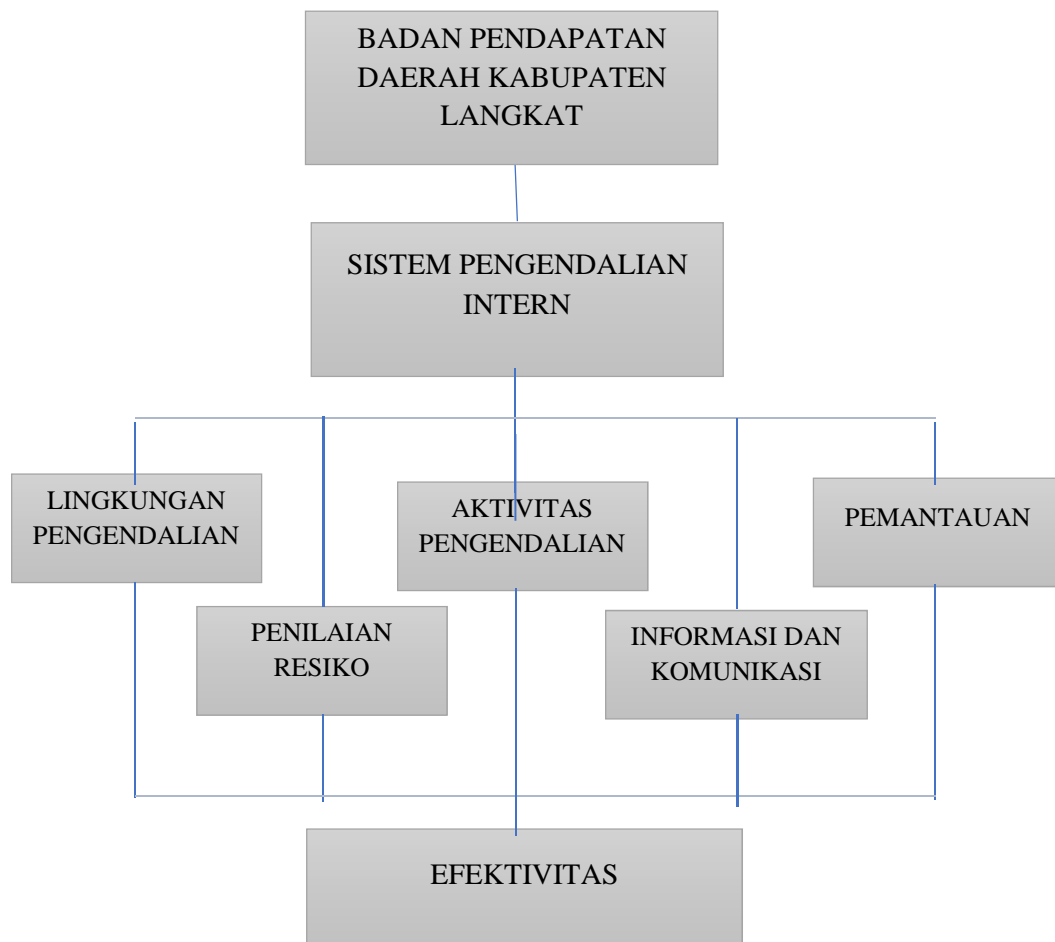 BADAN PENDAPATAN
DAERAH KABUPATEN
LANGKAT
SISTEM PENGENDALIAN
INTERN
LINGKUNGAN
PENGENDALIAN
AKTIVITAS
PENGENDALIAN
PEMANTAUAN
PENILAIAN
RESIKO
INFORMASI DAN
KOMUNIKASI
EFEKTIVITAS